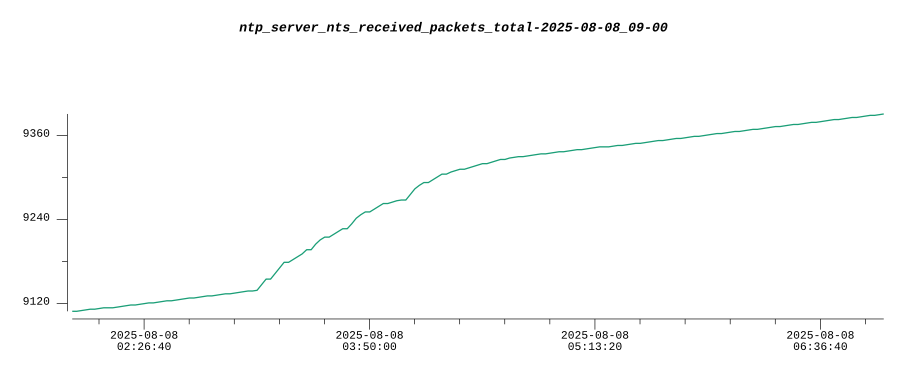 ntp_server_nts_received_packets_total-2025-08-08_09-00
9360
9240
9120
2025-08-08 2025-08-08 2025-08-08 2025-08-08
02:26:40 03:50:00 05:13:20 06:36:40